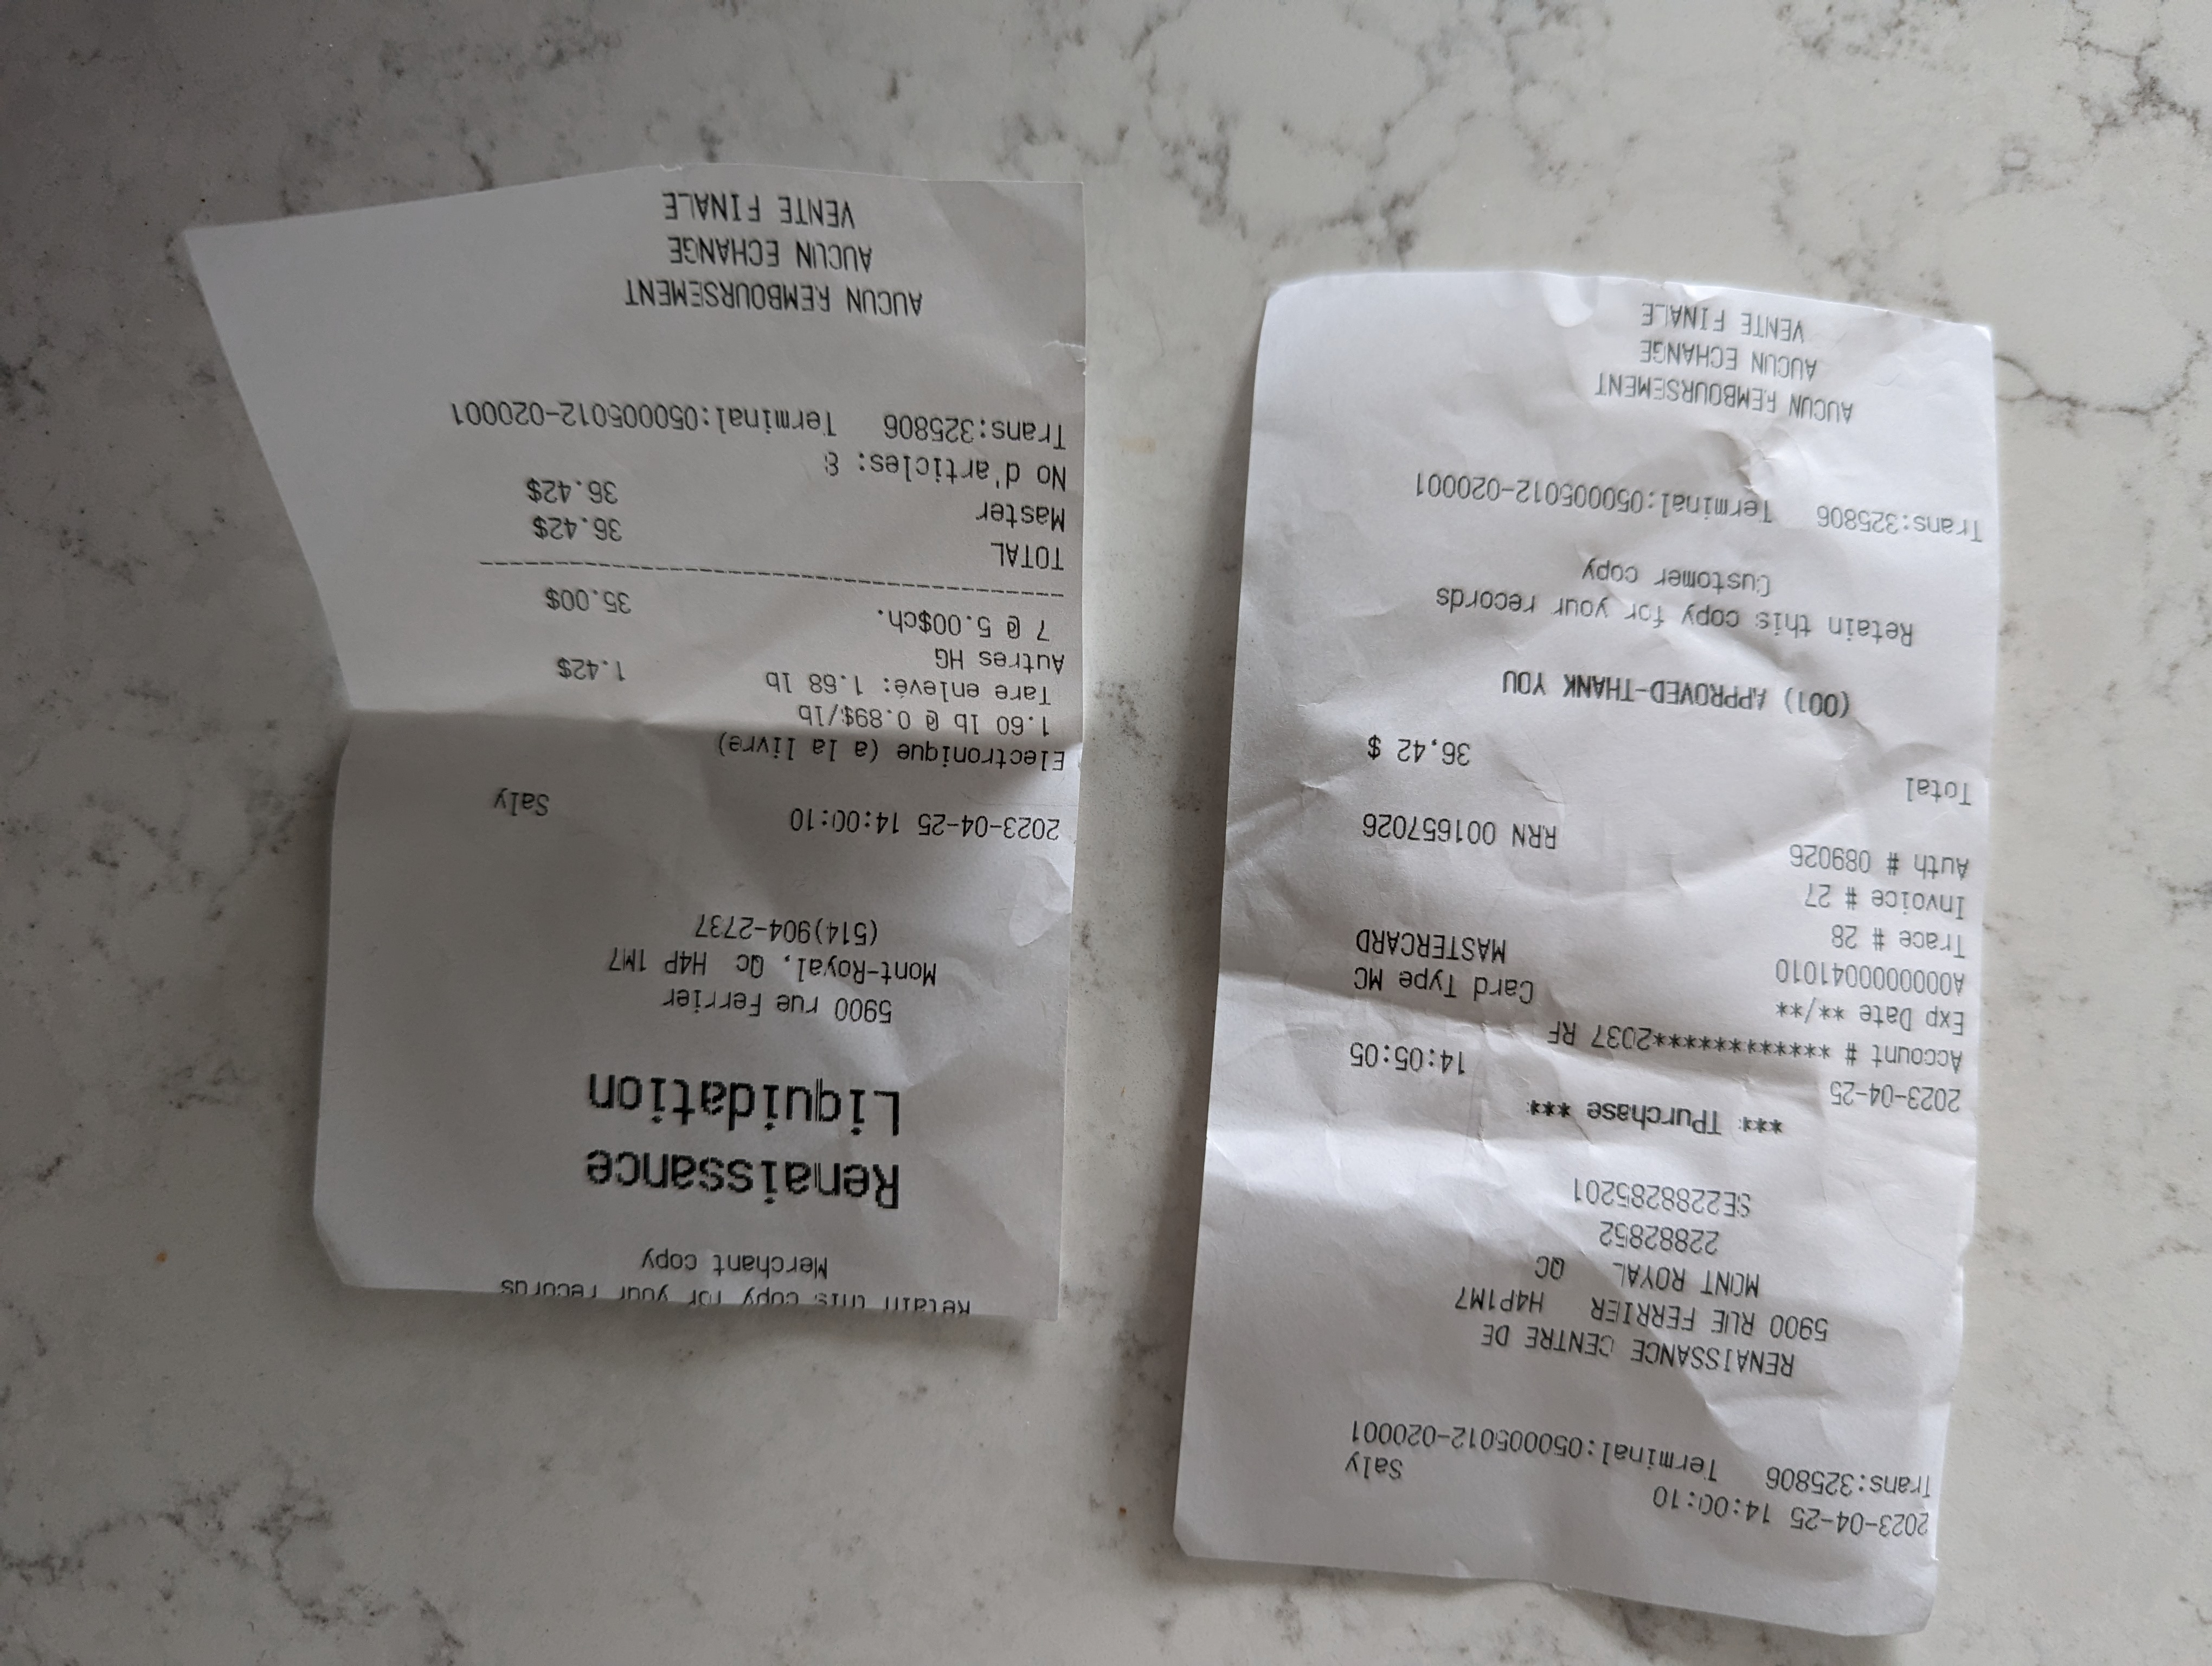 Retain this copy for your records
Merchant copy
Renaissance
Liquidation
5900 rue Ferrier
Mont-Royal, Qc H4P 1M7
(514)904-2737
2023-04-25 14:00:10 Saly
Electronique (a la livre)
1.60 lb @ 0.89$/lb
Tare enlevé: 1.68 lb 1.42$
Autres HG
7 @ 5.00$ch. 35.00$
TOTAL 36.42$
Master 36.42$
No d'articles: 8
Trans:325806 Terminal:050005012-020001
AUCUN REMBOURSEMENT
AUCUN ECHANGE
VENTE FINALE
2023-04-25 14:00:10 Saly
Trans:325806 Terminal:050005012-020001
RENAISSANCE CENTRE DE
5900 RUE FERRIER H4P1M7
MONT ROYAL QC
22882852
SE2288285201
*** TPurchase ***
2023-04-25 14:05:05
Account # ************2037 RF
Exp Date **/** Card Type MC
A0000000041010 MASTERCARD
Trace # 28
Invoice # 27
Auth # 089026 RRN 001657026
Total 36.42 $
(001) APPROVED-THANK YOU
Retain this copy for your records
Customer copy
Trans:325806 Terminal:050005012-020001
AUCUN REMBOURSEMENT
AUCUN ECHANGE
VENTE FINALE